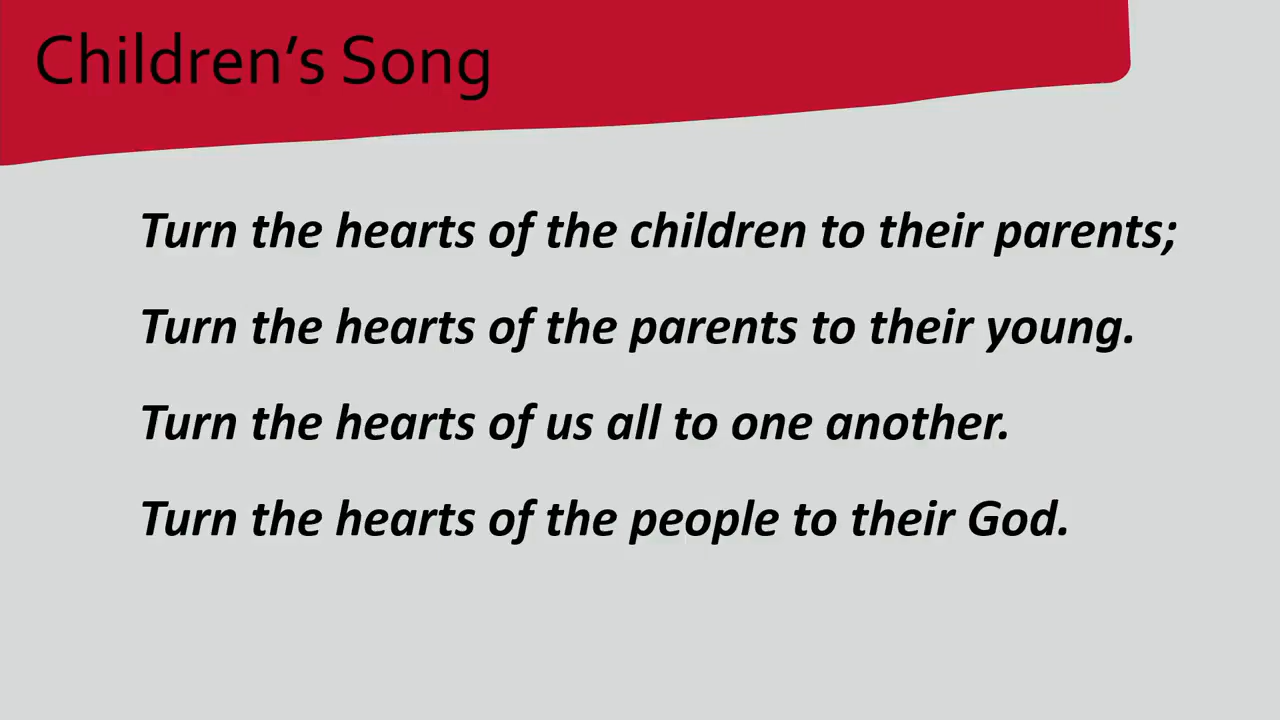 Children’s Song
Turn the hearts of the children to their parents;
Turn the hearts of the parents to their young.
Turn the hearts of us all to one another.
Turn the hearts of the people to their God.